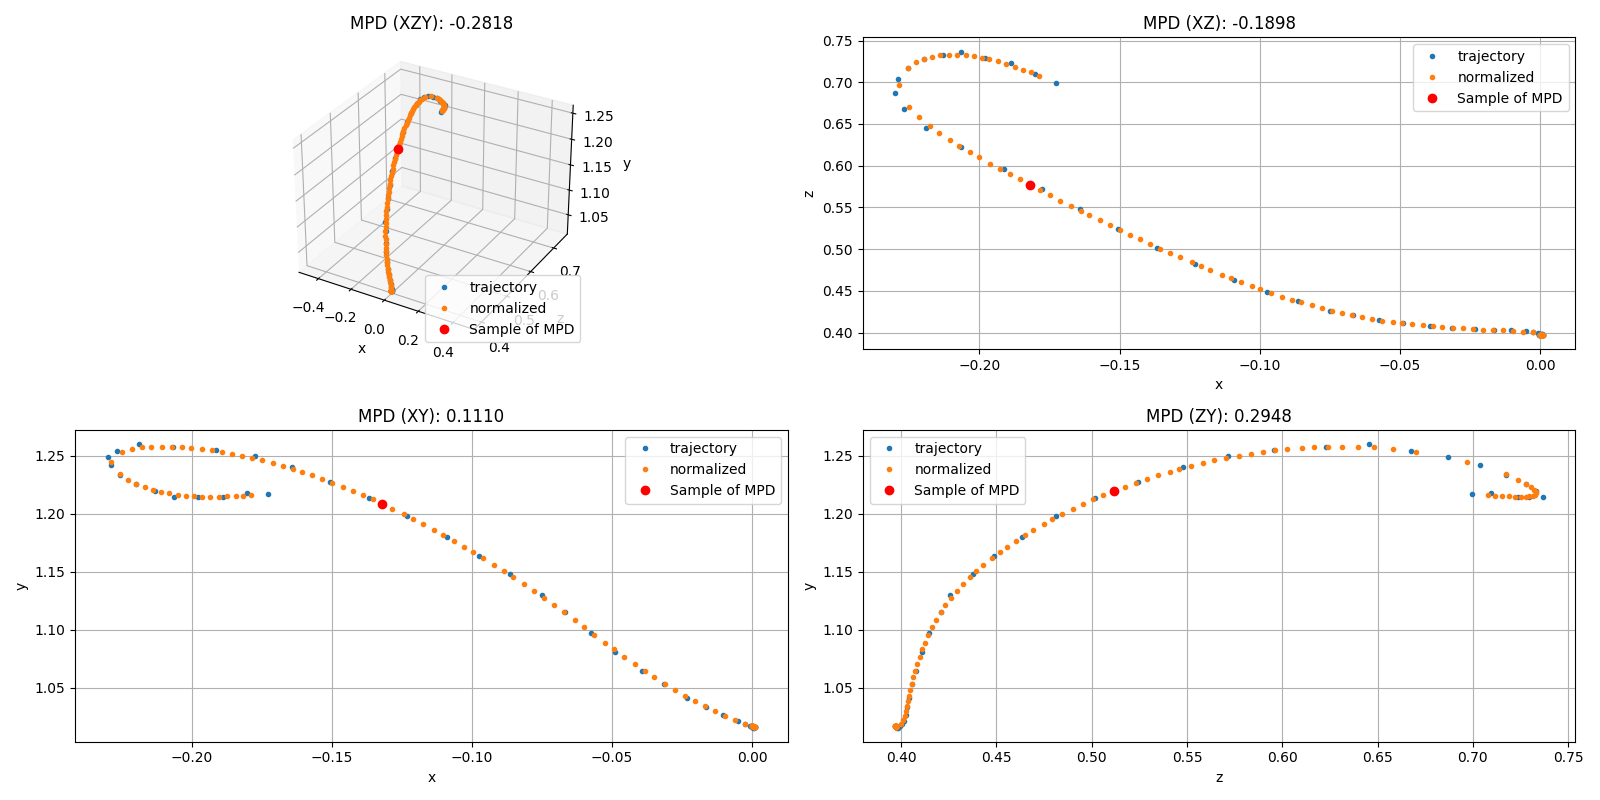 MPD (XZY): -0.2818
1.25
1.20
1.15
1.10
1.05
y
0.7
0.6
0.5
0.4
z
−0.4
−0.2
0.0
0.2
0.4
x
trajectory
normalized
Sample of MPD
MPD (XZ): -0.1898
0.75
0.70
0.65
0.60
0.55
0.50
0.45
0.40
z
trajectory
normalized
Sample of MPD
−0.20 −0.15 −0.10 −0.05 0.00
x
MPD (XY): 0.1110
1.25
1.20
1.15
1.10
1.05
y
trajectory
normalized
Sample of MPD
−0.20 −0.15 −0.10 −0.05 0.00
x
MPD (ZY): 0.2948
1.25
1.20
1.15
1.10
1.05
y
trajectory
normalized
Sample of MPD
0.40 0.45 0.50 0.55 0.60 0.65 0.70 0.75
z